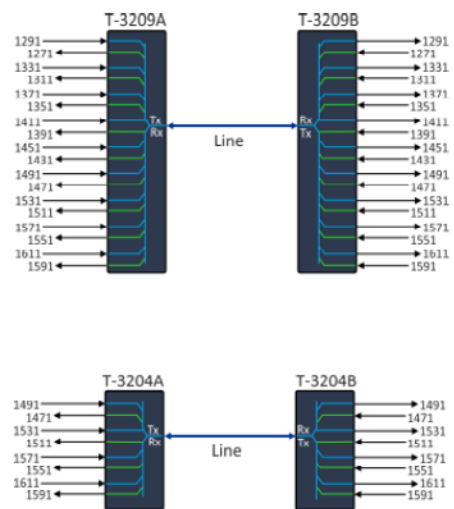 T-3209A T-3209B
1291 1291
1271 1271
1331 1331
1311 1311
1371 1371
1351 1351
1411 Tx Rx 1411
1391 Rx Tx 1391
Line
1451 1451
1431 1431
1491 1491
1471 1471
1531 1531
1511 1511
1571 1571
1551 1551
1611 1611
1591 1591
T-3204A T-3204B
1491 1491
1471 1471
1531 Tx Rx 1531
1511 Rx Tx 1511
Line
1571 1571
1551 1551
1611 1611
1591 1591